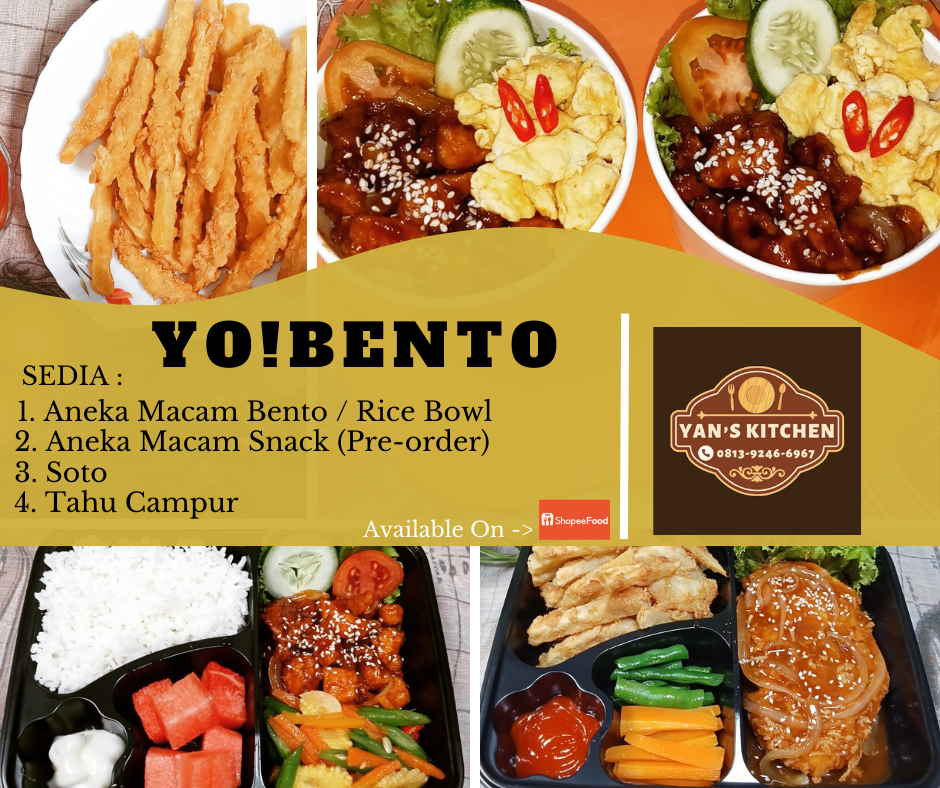 YO!BENTO
SEDIA :
1. Aneka Macam Bento / Rice Bowl
2. Aneka Macam Snack (Pre-order)
3. Soto
4. Tahu Campur
Available On -> ShopeeFood
YAN'S KITCHEN
0813-9246-6967